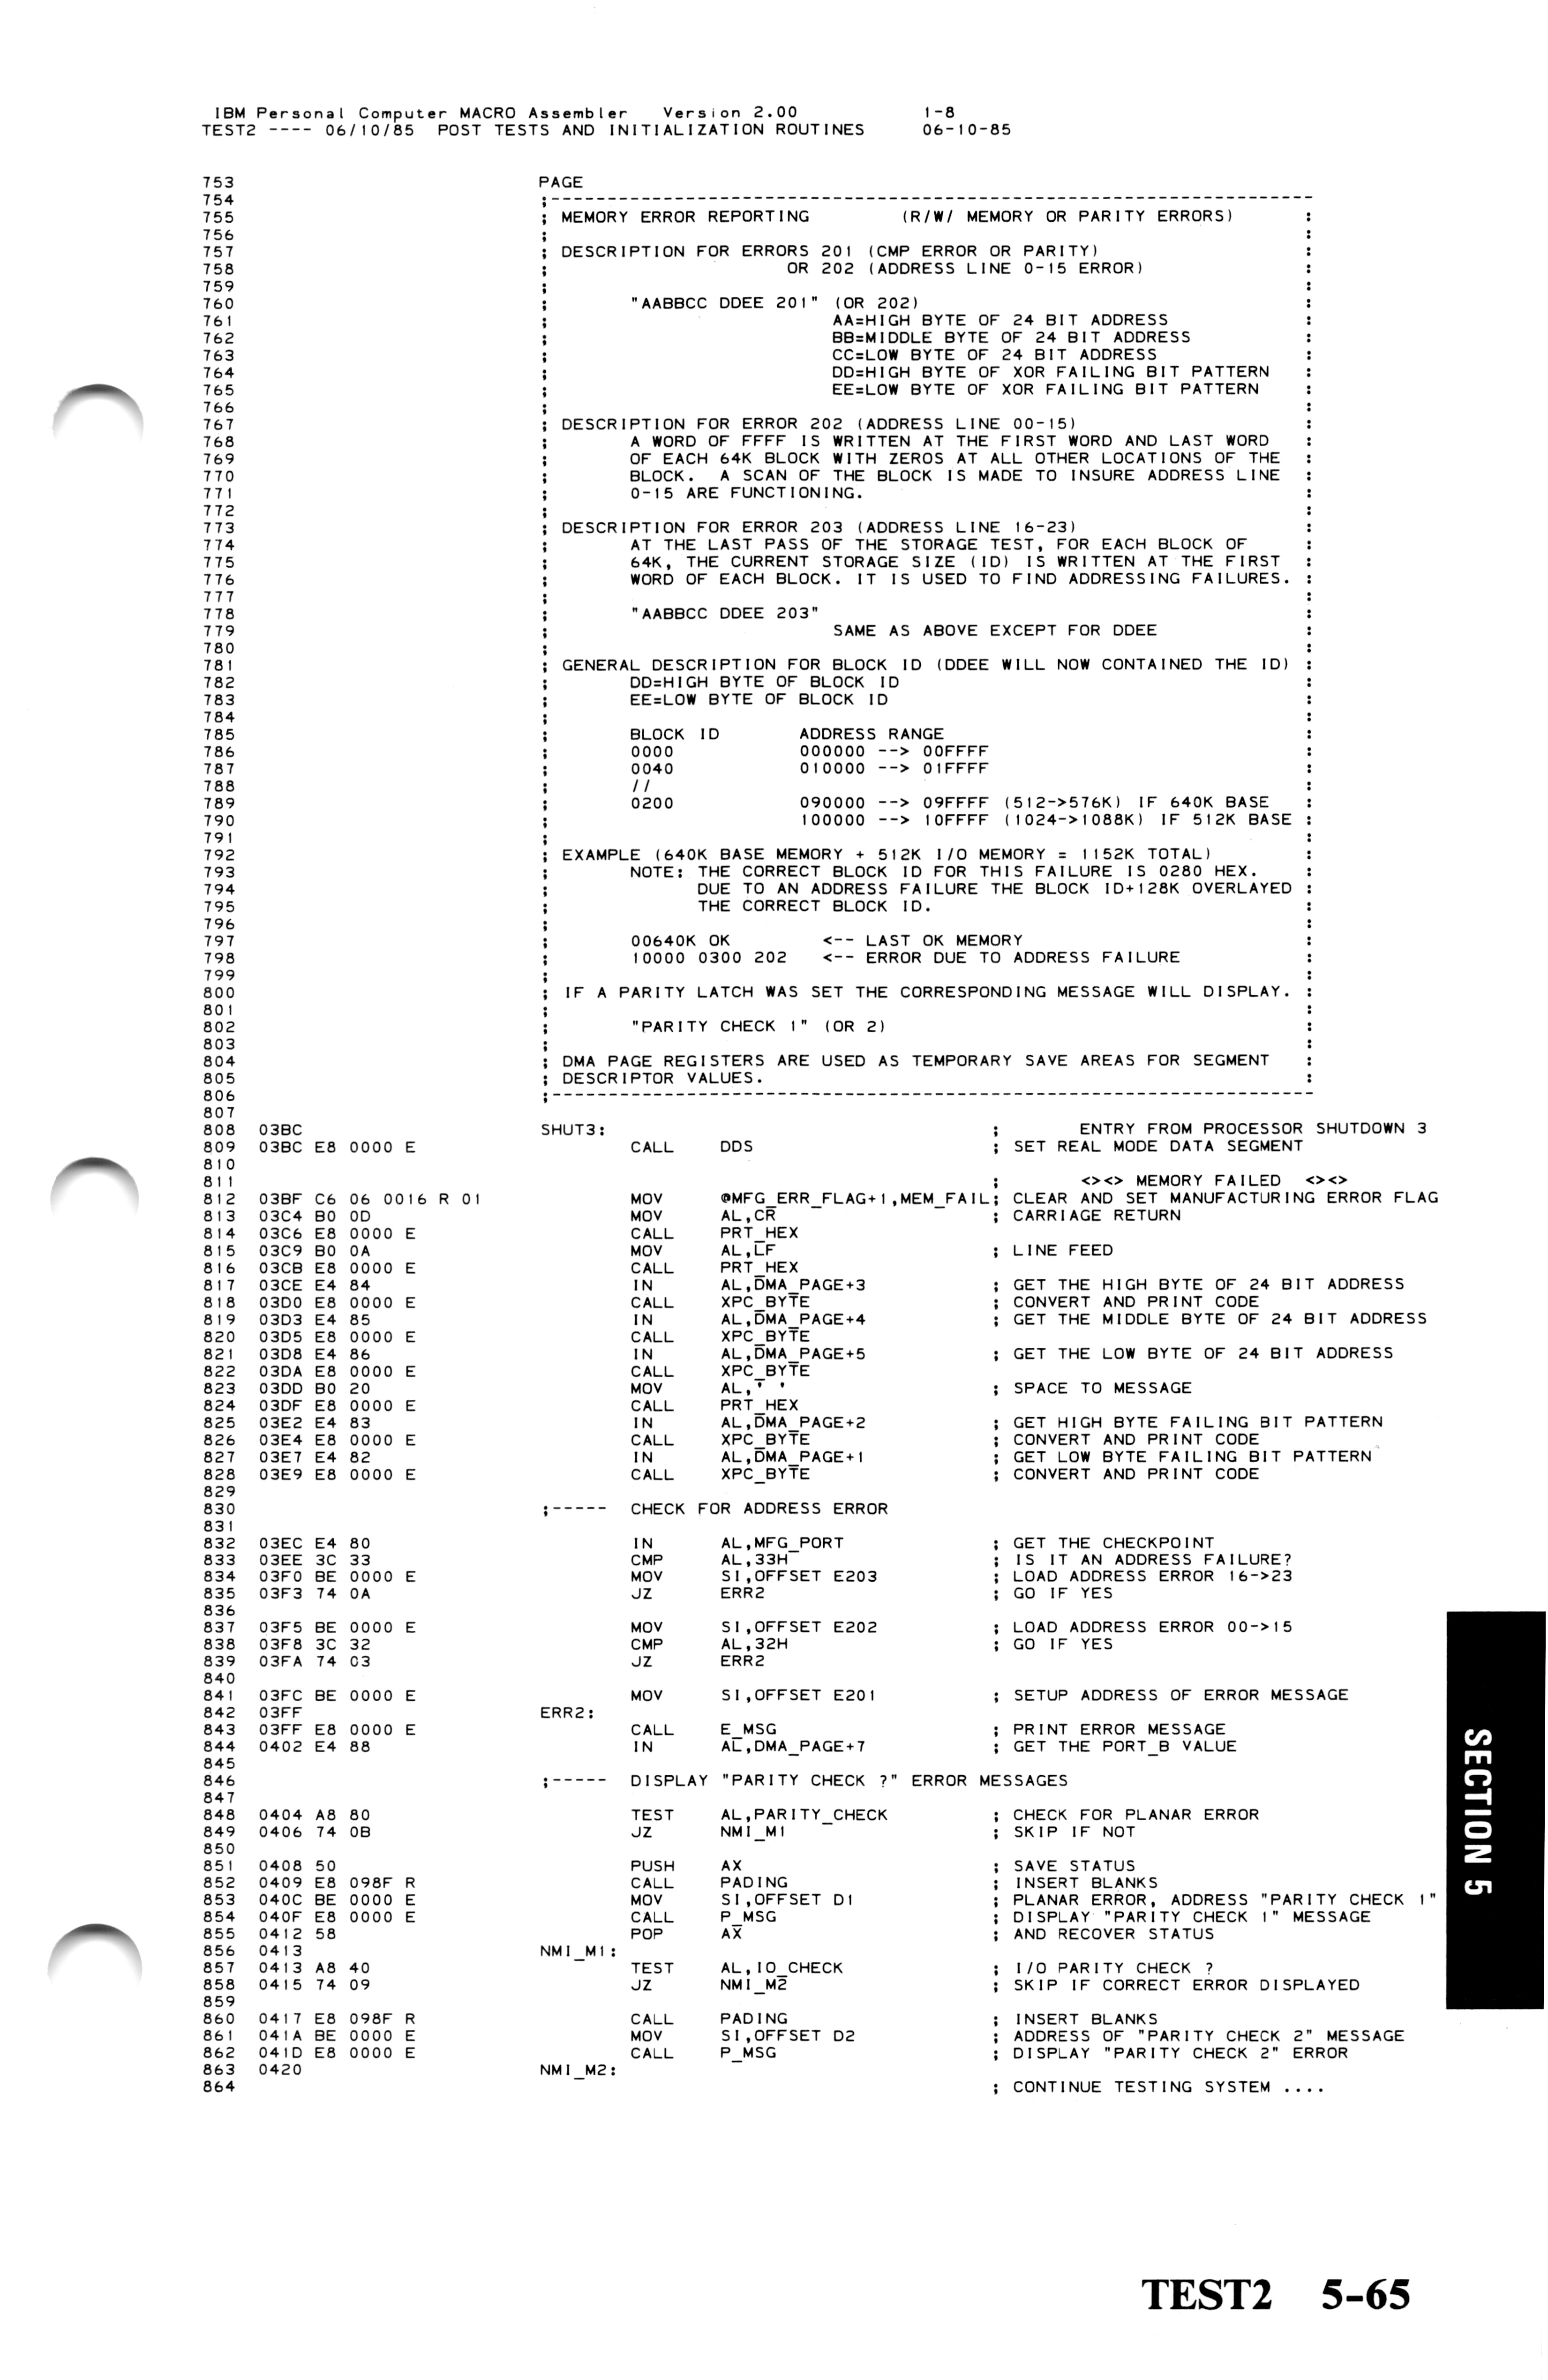 IBM Personal Computer MACRO Assembler   Version 2.00            1-8
TEST2 ---- 06/10/85  POST TESTS AND INITIALIZATION ROUTINES     06-10-85
753                             PAGE
754                             ;--------------------------------------------------------------------
755                             ; MEMORY ERROR REPORTING        (R/W/ MEMORY OR PARITY ERRORS)       :
756                             ;                                                                    :
757                             ; DESCRIPTION FOR ERRORS 201 (CMP ERROR OR PARITY)                   :
758                             ;                     OR 202 (ADDRESS LINE 0-15 ERROR)               :
759                             ;                                                                    :
760                             ;       "AABBCC DDEE 201" (OR 202)                                   :
761                             ;                         AA=HIGH BYTE OF 24 BIT ADDRESS             :
762                             ;                         BB=MIDDLE BYTE OF 24 BIT ADDRESS           :
763                             ;                         CC=LOW BYTE OF 24 BIT ADDRESS              :
764                             ;                         DD=HIGH BYTE OF XOR FAILING BIT PATTERN    :
765                             ;                         EE=LOW BYTE OF XOR FAILING BIT PATTERN     :
766                             ;                                                                    :
767                             ; DESCRIPTION FOR ERROR 202 (ADDRESS LINE 00-15)                     :
768                             ;       A WORD OF FFFF IS WRITTEN AT THE FIRST WORD AND LAST WORD    :
769                             ;       OF EACH 64K BLOCK WITH ZEROS AT ALL OTHER LOCATIONS OF THE   :
770                             ;       BLOCK.  A SCAN OF THE BLOCK IS MADE TO INSURE ADDRESS LINE   :
771                             ;       0-15 ARE FUNCTIONING.                                        :
772                             ;                                                                    :
773                             ; DESCRIPTION FOR ERROR 203 (ADDRESS LINE 16-23)                     :
774                             ;       AT THE LAST PASS OF THE STORAGE TEST, FOR EACH BLOCK OF      :
775                             ;       64K, THE CURRENT STORAGE SIZE (ID) IS WRITTEN AT THE FIRST   :
776                             ;       WORD OF EACH BLOCK. IT IS USED TO FIND ADDRESSING FAILURES.  :
777                             ;                                                                    :
778                             ;       "AABBCC DDEE 203"                                            :
779                             ;                         SAME AS ABOVE EXCEPT FOR DDEE              :
780                             ;                                                                    :
781                             ; GENERAL DESCRIPTION FOR BLOCK ID (DDEE WILL NOW CONTAINED THE ID)  :
782                             ;       DD=HIGH BYTE OF BLOCK ID                                     :
783                             ;       EE=LOW BYTE OF BLOCK ID                                      :
784                             ;                                                                    :
785                             ;       BLOCK ID       ADDRESS RANGE                                 :
786                             ;       0000           000000 --> 00FFFF                             :
787                             ;       0040           010000 --> 01FFFF                             :
788                             ;       //                                                           :
789                             ;       0200           090000 --> 09FFFF (512->576K) IF 640K BASE    :
790                             ;                      100000 --> 10FFFF (1024->1088K) IF 512K BASE  :
791                             ;                                                                    :
792                             ; EXAMPLE (640K BASE MEMORY + 512K I/O MEMORY = 1152K TOTAL)         :
793                             ;       NOTE: THE CORRECT BLOCK ID FOR THIS FAILURE IS 0280 HEX.     :
794                             ;             DUE TO AN ADDRESS FAILURE THE BLOCK ID+128K OVERLAYED  :
795                             ;             THE CORRECT BLOCK ID.                                  :
796                             ;                                                                    :
797                             ;       00640K OK        <-- LAST OK MEMORY                          :
798                             ;       10000 0300 202   <-- ERROR DUE TO ADDRESS FAILURE            :
799                             ;                                                                    :
800                             ; IF A PARITY LATCH WAS SET THE CORRESPONDING MESSAGE WILL DISPLAY.  :
801                             ;                                                                    :
802                             ;       "PARITY CHECK 1" (OR 2)                                      :
803                             ;                                                                    :
804                             ; DMA PAGE REGISTERS ARE USED AS TEMPORARY SAVE AREAS FOR SEGMENT    :
805                             ; DESCRIPTOR VALUES.                                                 :
806                             ;--------------------------------------------------------------------
807
808  03BC                       SHUT3:                                  ;       ENTRY FROM PROCESSOR SHUTDOWN 3
809  03BC E8 0000 E                     CALL    DDS                     ; SET REAL MODE DATA SEGMENT
810
811                                                                     ;       <><> MEMORY FAILED  <><>
812  03BF C6 06 0016 R 01               MOV     @MFG_ERR_FLAG+1,MEM_FAIL; CLEAR AND SET MANUFACTURING ERROR FLAG
813  03C4 B0 0D                         MOV     AL,CR                   ; CARRIAGE RETURN
814  03C6 E8 0000 E                     CALL    PRT_HEX
815  03C9 B0 0A                         MOV     AL,LF                   ; LINE FEED
816  03CB E8 0000 E                     CALL    PRT_HEX
817  03CE E4 84                         IN      AL,DMA_PAGE+3           ; GET THE HIGH BYTE OF 24 BIT ADDRESS
818  03D0 E8 0000 E                     CALL    XPC_BYTE                ; CONVERT AND PRINT CODE
819  03D3 E4 85                         IN      AL,DMA_PAGE+4           ; GET THE MIDDLE BYTE OF 24 BIT ADDRESS
820  03D5 E8 0000 E                     CALL    XPC_BYTE
821  03D8 E4 86                         IN      AL,DMA_PAGE+5           ; GET THE LOW BYTE OF 24 BIT ADDRESS
822  03DA E8 0000 E                     CALL    XPC_BYTE
823  03DD B0 20                         MOV     AL,' '                  ; SPACE TO MESSAGE
824  03DF E8 0000 E                     CALL    PRT_HEX
825  03E2 E4 83                         IN      AL,DMA_PAGE+2           ; GET HIGH BYTE FAILING BIT PATTERN
826  03E4 E8 0000 E                     CALL    XPC_BYTE                ; CONVERT AND PRINT CODE
827  03E7 E4 82                         IN      AL,DMA_PAGE+1           ; GET LOW BYTE FAILING BIT PATTERN
828  03E9 E8 0000 E                     CALL    XPC_BYTE                ; CONVERT AND PRINT CODE
829
830                             ;-----  CHECK FOR ADDRESS ERROR
831
832  03EC E4 80                         IN      AL,MFG_PORT             ; GET THE CHECKPOINT
833  03EE 3C 33                         CMP     AL,33H                  ; IS IT AN ADDRESS FAILURE?
834  03F0 BE 0000 E                     MOV     SI,OFFSET E203          ; LOAD ADDRESS ERROR 16->23
835  03F3 74 0A                         JZ      ERR2                    ; GO IF YES
836
837  03F5 BE 0000 E                     MOV     SI,OFFSET E202          ; LOAD ADDRESS ERROR 00->15
838  03F8 3C 32                         CMP     AL,32H                  ; GO IF YES
839  03FA 74 03                         JZ      ERR2
840
841  03FC BE 0000 E                     MOV     SI,OFFSET E201          ; SETUP ADDRESS OF ERROR MESSAGE
842  03FF                       ERR2:
843  03FF E8 0000 E                     CALL    E_MSG                   ; PRINT ERROR MESSAGE
844  0402 E4 88                         IN      AL,DMA_PAGE+7           ; GET THE PORT_B VALUE
845
846                             ;-----  DISPLAY "PARITY CHECK ?" ERROR MESSAGES
847
848  0404 A8 80                         TEST    AL,PARITY_CHECK         ; CHECK FOR PLANAR ERROR
849  0406 74 0B                         JZ      NMI_M1                  ; SKIP IF NOT
850
851  0408 50                            PUSH    AX                      ; SAVE STATUS
852  0409 E8 098F R                     CALL    PADING                  ; INSERT BLANKS
853  040C BE 0000 E                     MOV     SI,OFFSET D1            ; PLANAR ERROR, ADDRESS "PARITY CHECK 1"
854  040F E8 0000 E                     CALL    P_MSG                   ; DISPLAY "PARITY CHECK 1" MESSAGE
855  0412 58                            POP     AX                      ; AND RECOVER STATUS
856  0413                       NMI_M1:
857  0413 A8 40                         TEST    AL,IO_CHECK             ; I/O PARITY CHECK ?
858  0415 74 09                         JZ      NMI_M2                  ; SKIP IF CORRECT ERROR DISPLAYED
859
860  0417 E8 098F R                     CALL    PADING                  ; INSERT BLANKS
861  041A BE 0000 E                     MOV     SI,OFFSET D2            ; ADDRESS OF "PARITY CHECK 2" MESSAGE
862  041D E8 0000 E                     CALL    P_MSG                   ; DISPLAY "PARITY CHECK 2" ERROR
863  0420                       NMI_M2:
864                                                                     ; CONTINUE TESTING SYSTEM ....
SECTION 5
TEST2   5-65